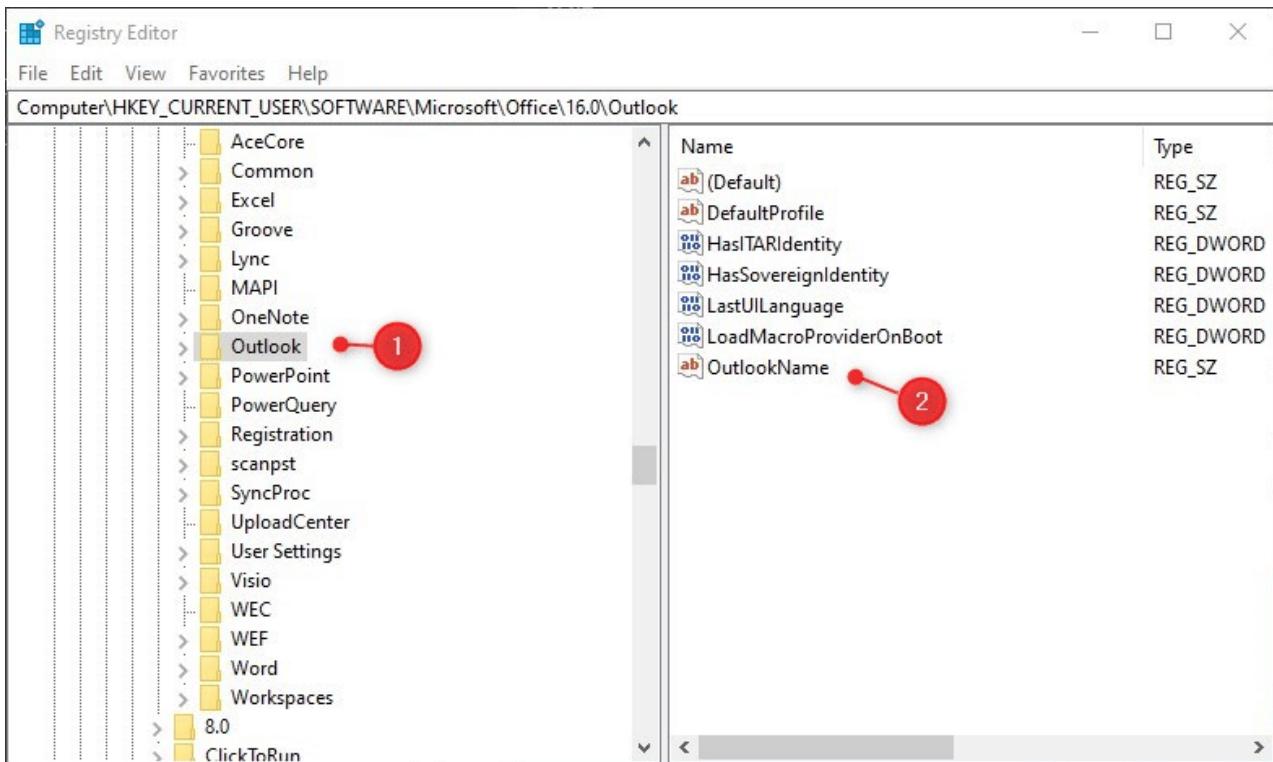 Registry Editor
File Edit View Favorites Help
Computer\HKEY_CURRENT_USER\SOFTWARE\Microsoft\Office\16.0\Outlook
AceCore
Common
Excel
Groove
Lync
MAPI
OneNote
Outlook
1
PowerPoint
PowerQuery
Registration
scanpst
SyncProc
UploadCenter
User Settings
Visio
WEC
WEF
Word
Workspaces
8.0
ClickToRun
Name Type
(Default) REG_SZ
DefaultProfile REG_SZ
HasITARIdentity REG_DWORD
HasSovereignIdentity REG_DWORD
LastUILanguage REG_DWORD
LoadMacroProviderOnBoot REG_DWORD
OutlookName REG_SZ
2